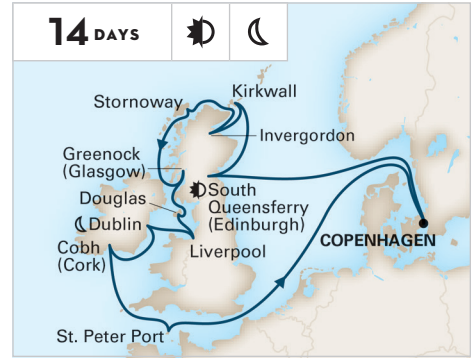 14 DAYS
Kirkwall
Stornoway
Invergordon
Greenock
(Glasgow)
South
Queensferry
(Edinburgh)
Douglas
Dublin
COPENHAGEN
Cobh
(Cork)
Liverpool
St. Peter Port